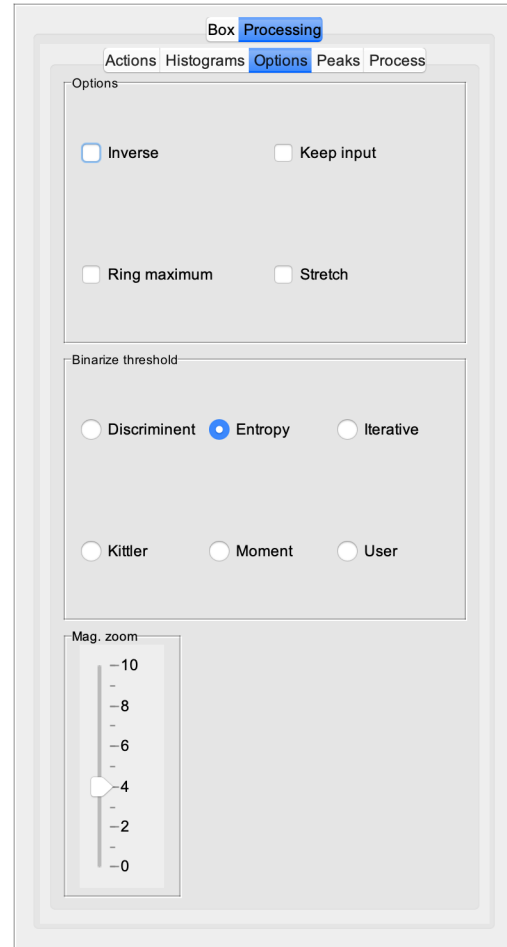 Box Processing
Actions Histograms Options Peaks Process
Options
Inverse Keep input
Ring maximum Stretch
Binarize threshold
Discriminent Entropy Iterative
Kittler Moment User
Mag. zoom
10
8
6
4
2
0